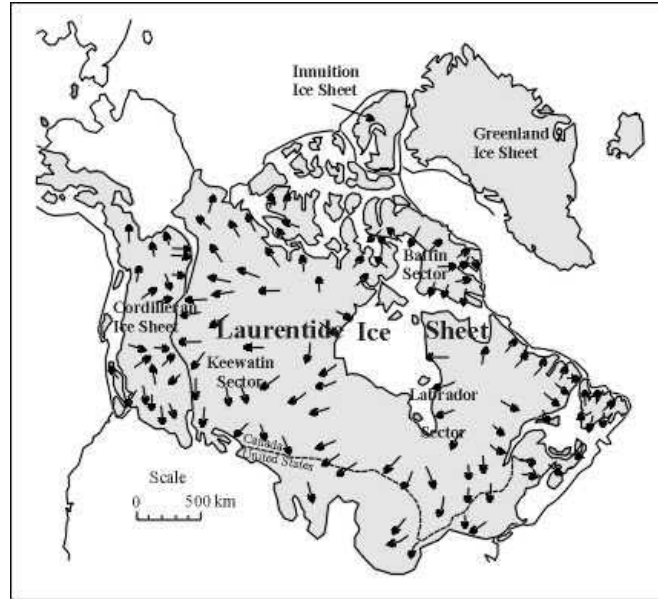 Innuition
Ice Sheet
Greenland
Ice Sheet
Baffin
Sector
Cordilleran
Ice Sheet
Laurentide Ice Sheet
Keewatin
Sector
Labrador
Sector
Canada
United States
Scale
0 500 km